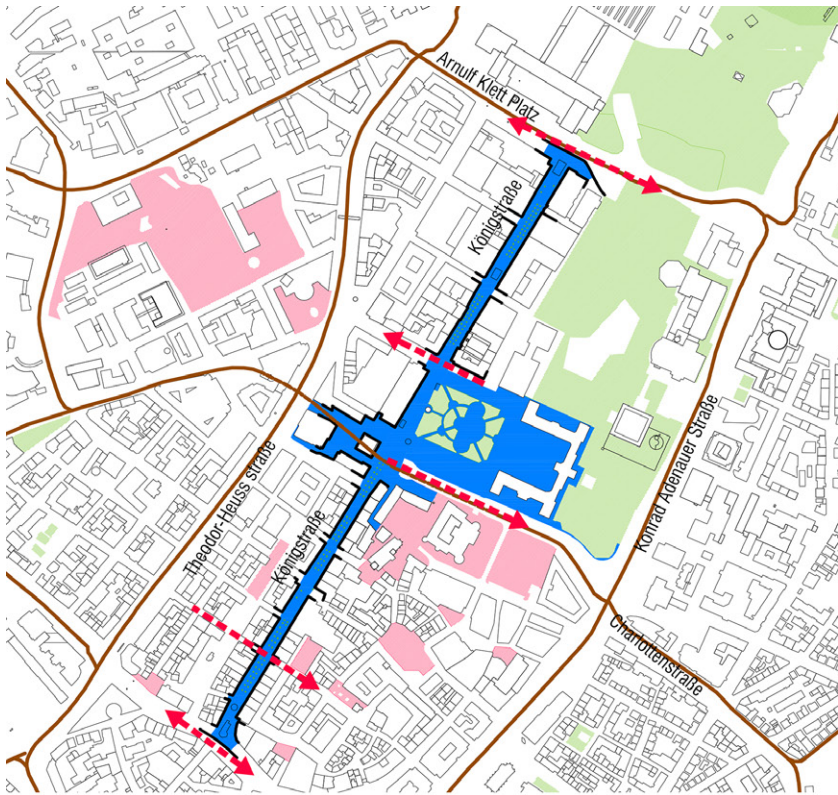 Arnulf Klett Platz
Königstraße
Konrad Adenauer Straße
Theodor-Heuss straße
Königstraße
Charlottenstraße